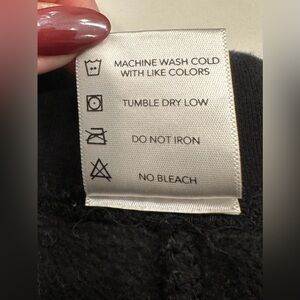 MACHINE WASH COLD
WITH LIKE COLORS
TUMBLE DRY LOW
DO NOT IRON
NO BLEACH